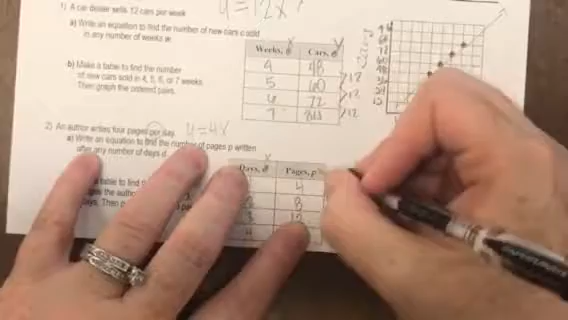 y=12x
1) A car dealer sells 12 cars per week.
a) Write an equation to find the number of new cars c sold
in any number of weeks w.
Weeks, Cars,
4 48
b) Make a table to find the number
of new cars sold in 4, 5, 6, or 7 weeks.
Then graph the ordered pairs.
5 60
6 72
7 84
>12
>12
>12
Cars
2) An author writes four pages per day. y=4x
a) Write an equation to find the number of pages p written
after any number of days d.
x
Days, d Pages, p
4
8
3 12
4